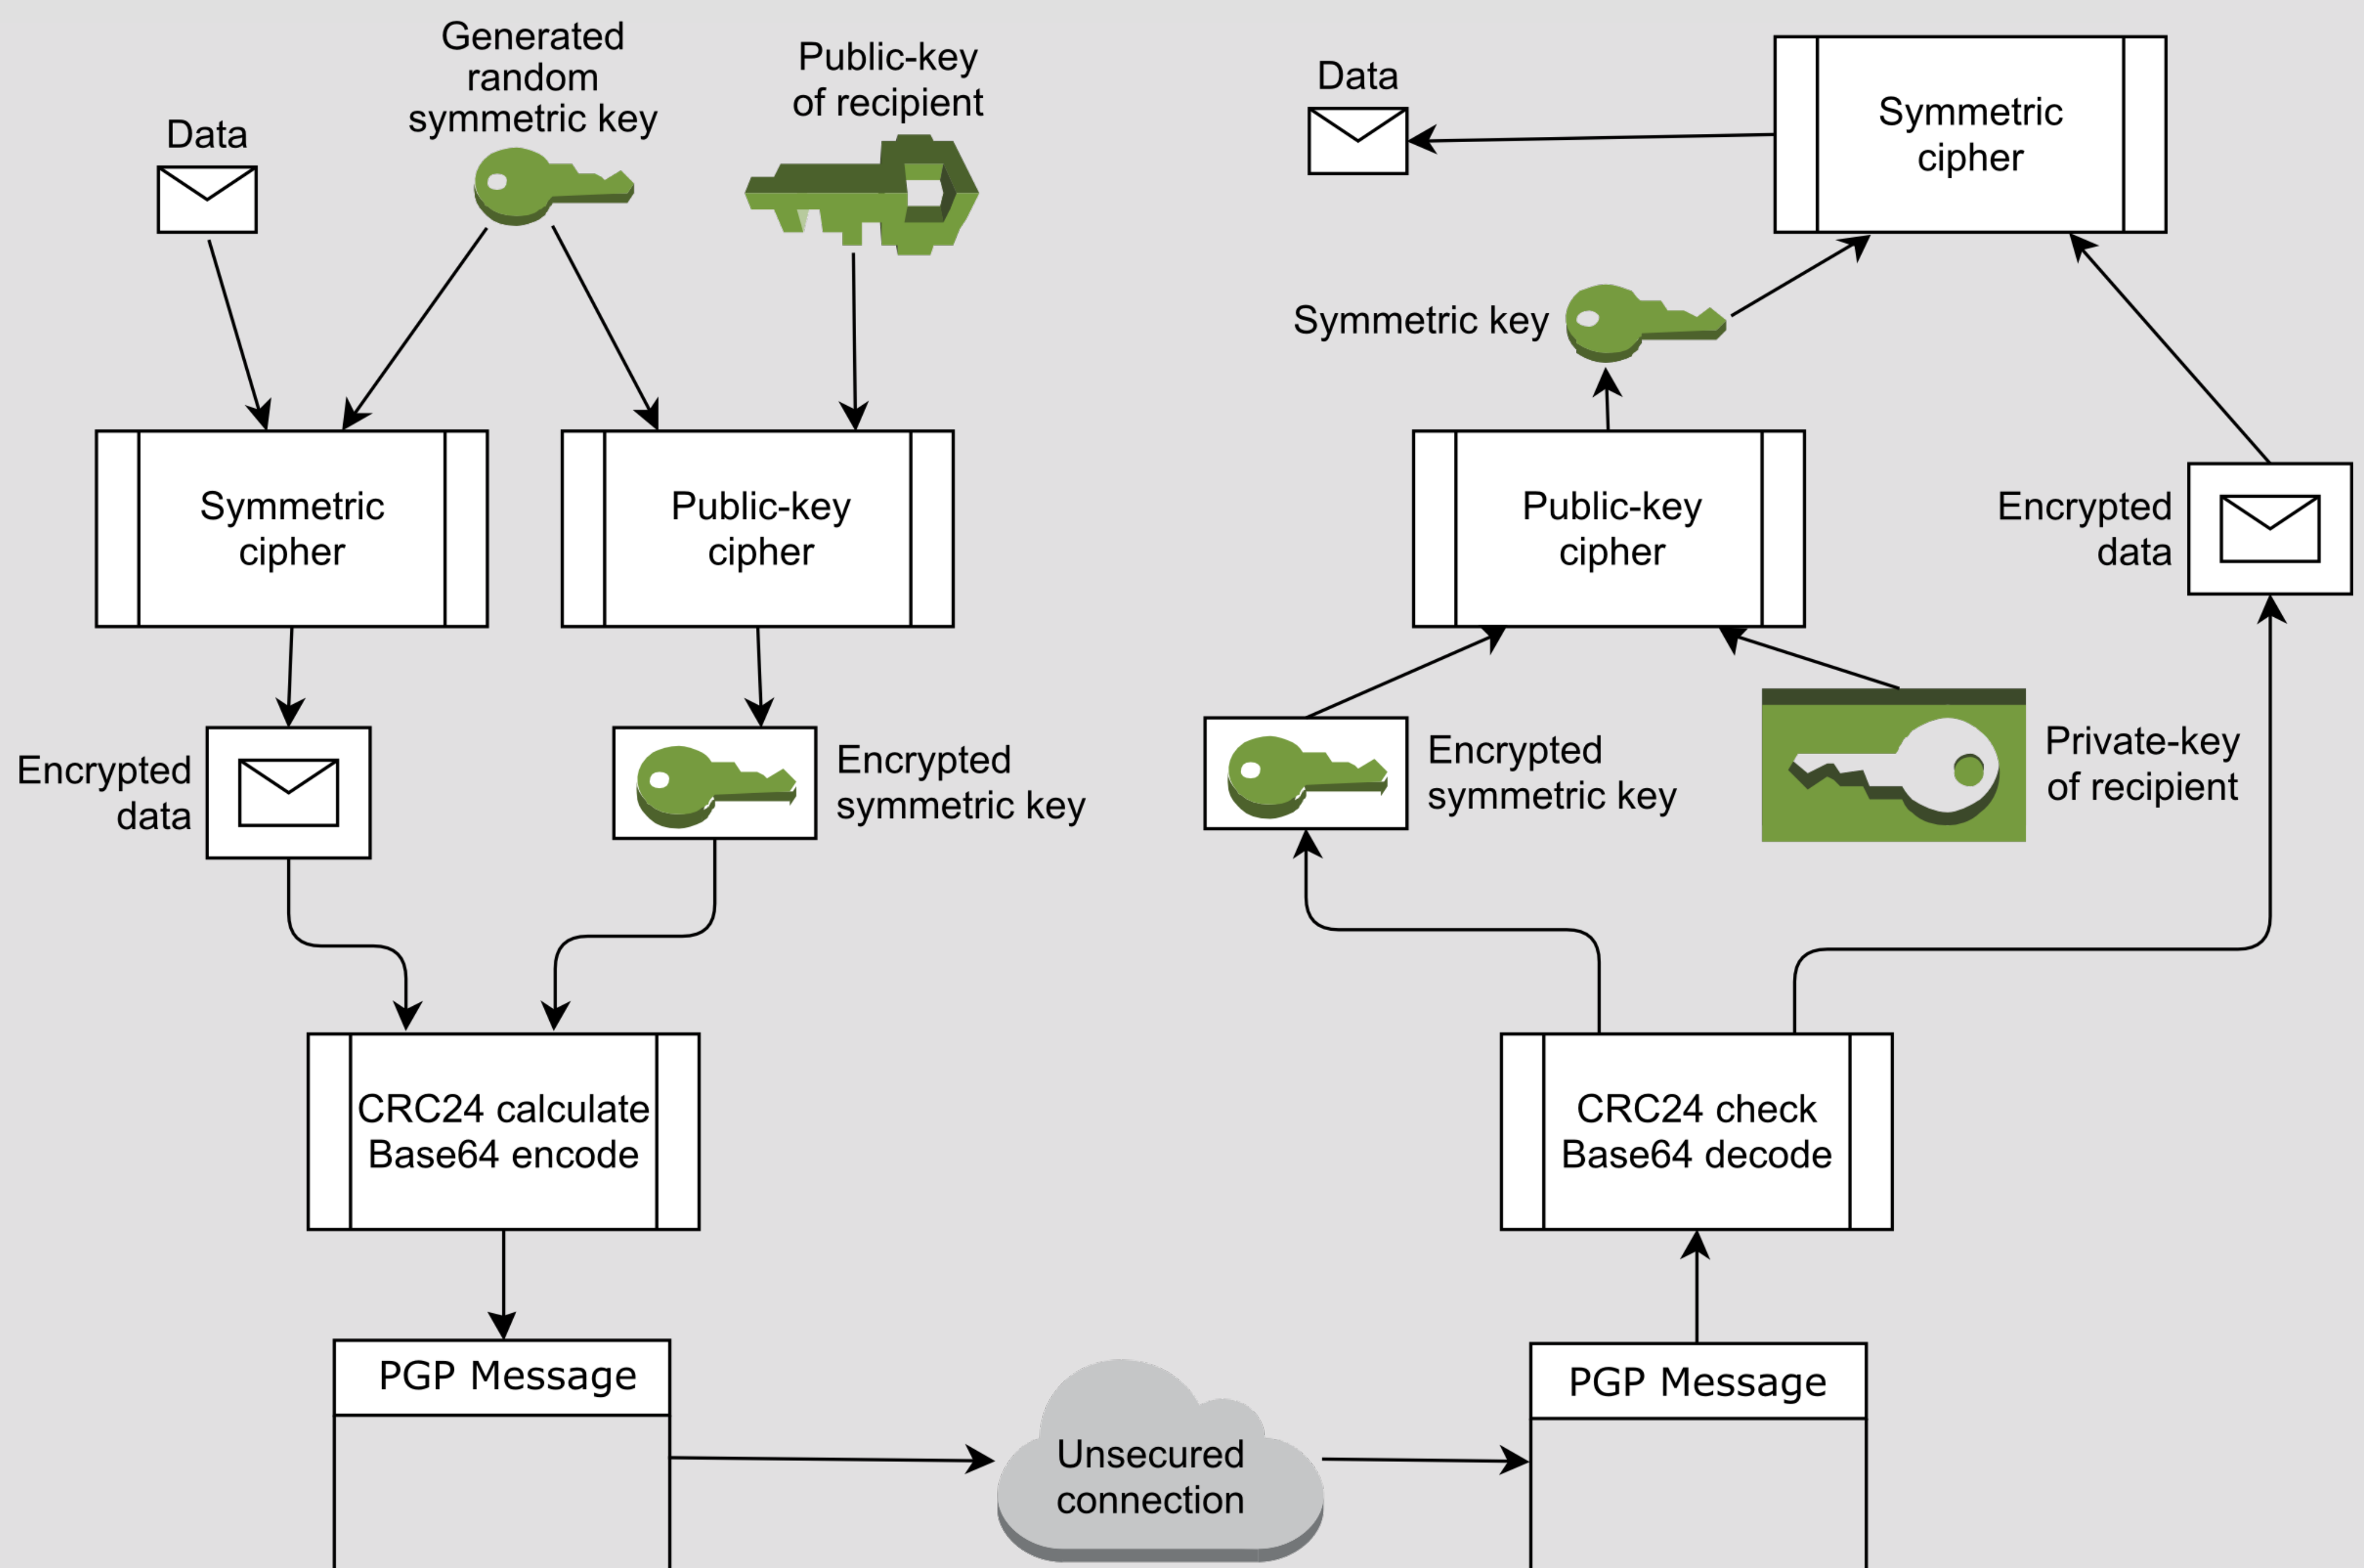 Generated
random
symmetric key
Public-key
of recipient
Data
Symmetric
cipher
Public-key
cipher
Encrypted
data
Encrypted
symmetric key
CRC24 calculate
Base64 encode
PGP Message
Unsecured
connection
PGP Message
CRC24 check
Base64 decode
Encrypted
symmetric key
Private-key
of recipient
Public-key
cipher
Encrypted
data
Symmetric key
Symmetric
cipher
Data